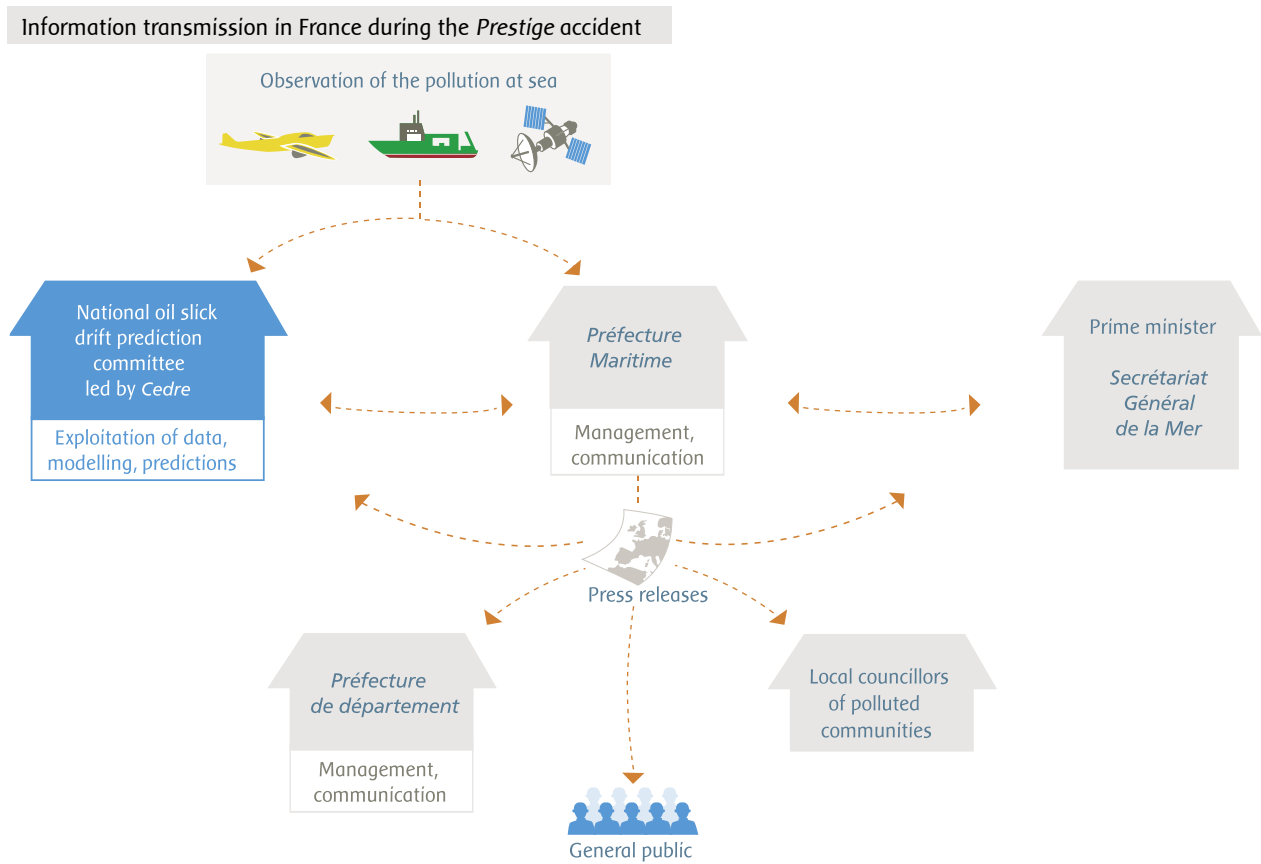 Information transmission in France during the Prestige accident
Observation of the pollution at sea
National oil slick
drift prediction
committee
led by Cedre
Exploitation of data,
modelling, predictions
Préfecture
Maritime
Management,
communication
Prime minister
Secrétariat
Général
de la Mer
Press releases
Préfecture
de département
Management,
communication
Local councillors
of polluted
communities
General public